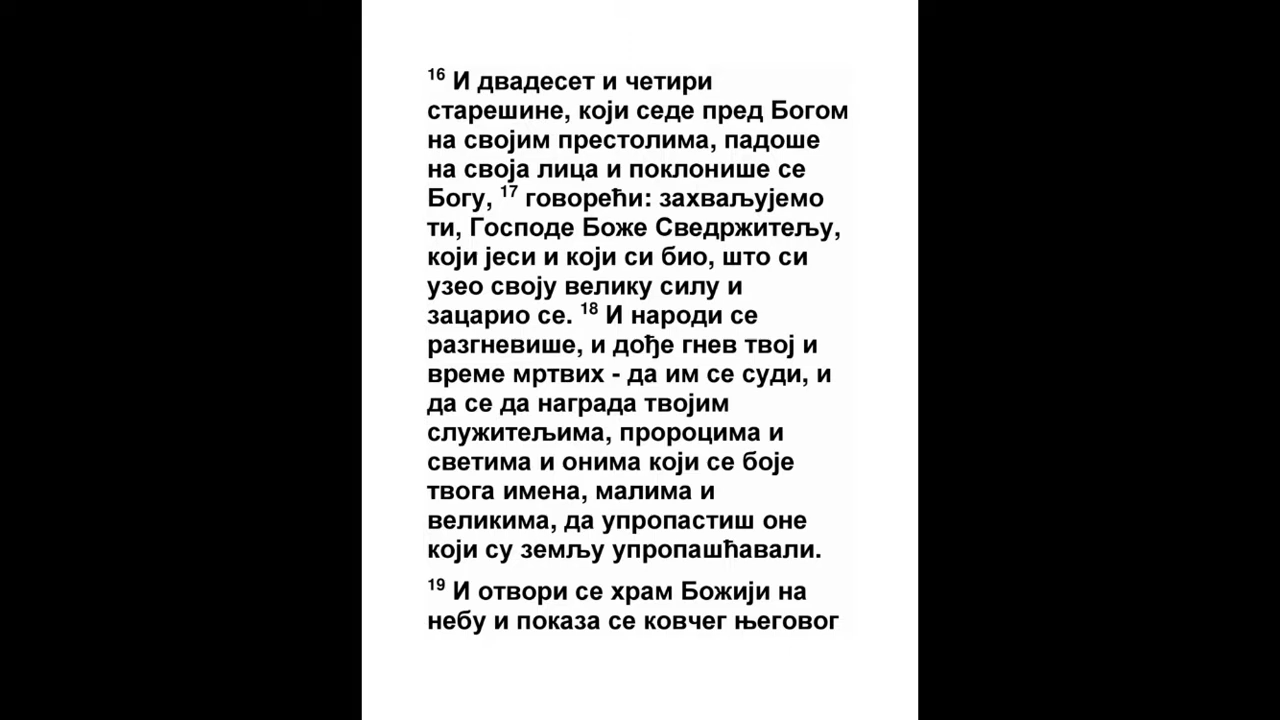 16 И двадесет и четири
старешине, који седе пред Богом
на својим престолима, падоше
на своја лица и поклонише се
Богу, 17 говорећи: захваљујемо
ти, Господе Боже Сведржитељу,
који јеси и који си био, што си
узео своју велику силу и
зацарио се. 18 И народи се
разгневише, и дође гнев твој и
време мртвих - да им се суди, и
да се да награда твојим
служитељима, пророцима и
светима и онима који се боје
твога имена, малима и
великима, да упропастиш оне
који су земљу упропашћавали.
19 И отвори се храм Божији на
небу и показа се ковчег његовог